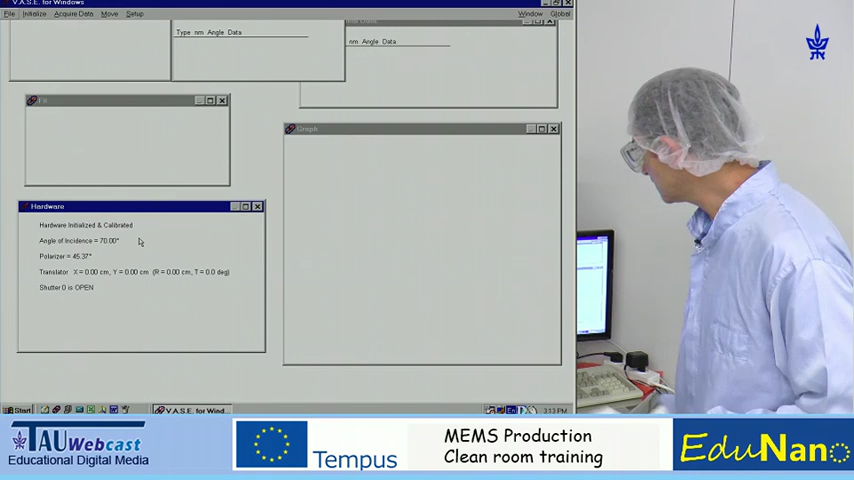 V.A.S.E. for Windows
File Initialize Acquire Data Move Setup Window Global
Type nm Angle Data
nm Angle Data
Fit
Graph
Hardware
Hardware Initialized & Calibrated
Angle of Incidence = 70.00°
Polarizer = 45.37°
Translator X = 0.00 cm, Y = 0.00 cm (R = 0.00 cm, T = 0.0 deg)
Shutter 0 is OPEN
Start
V.A.S.E. for Wind...
En
3:13 PM
TAU Webcast
Educational Digital Media
Tempus
MEMS Production
Clean room training
EduNano